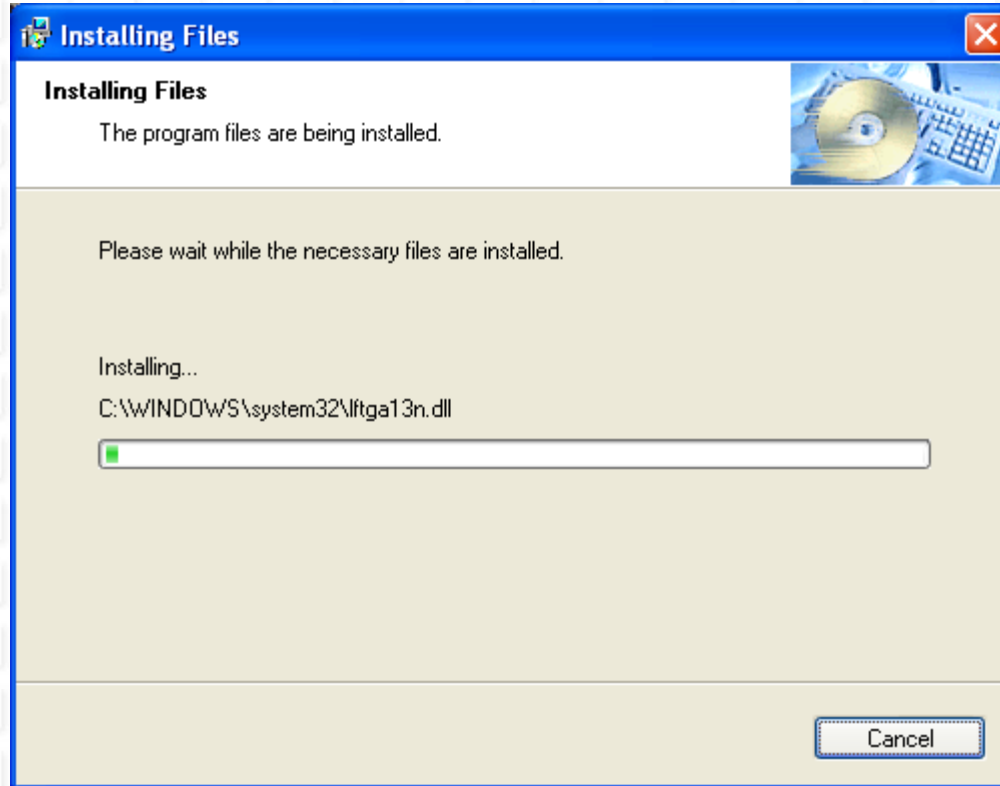 Installing Files
Installing Files
The program files are being installed.
Please wait while the necessary files are installed.
Installing...
C:\WINDOWS\system32\lftga13n.dll
Cancel